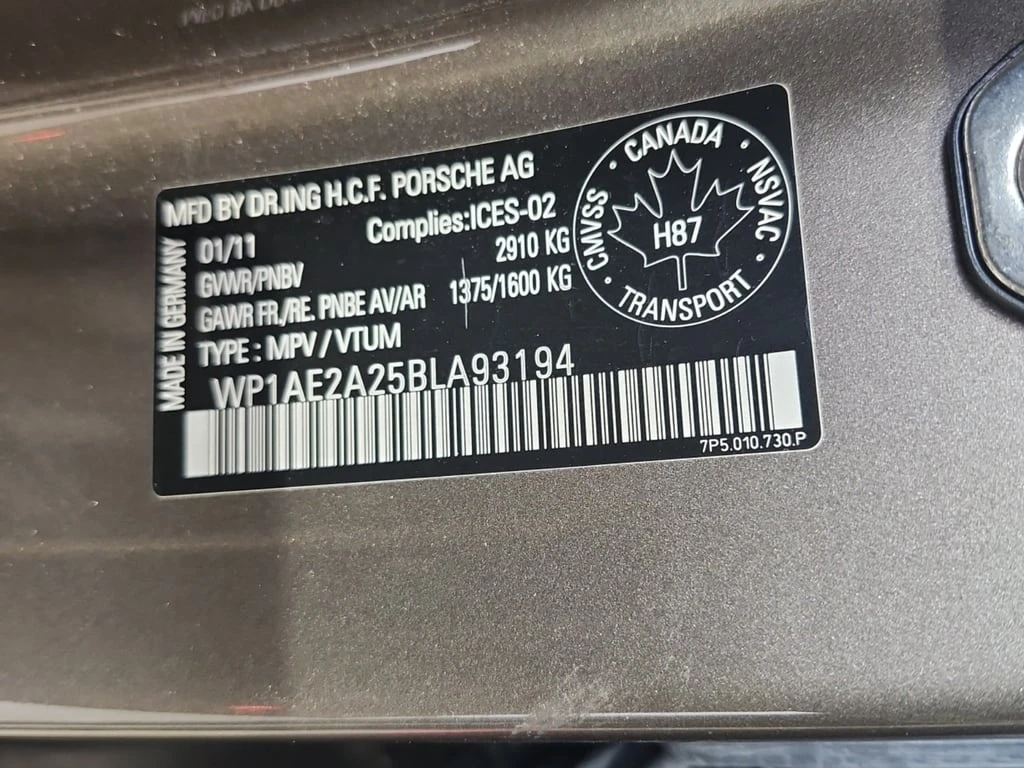 MFD BY DR.ING H.C.F. PORSCHE AG
01/11 Complies:ICES-02
GVWR/PNBV 2910 KG
GAWR FR./RE. PNBE AV/AR 1375/1600 KG
TYPE : MPV / VTUM
WP1AE2A25BLA93194
7P5.010.730.P
MADE IN GERMANY
CANADA · NSVAC · TRANSPORT · CMVSS ·
H87